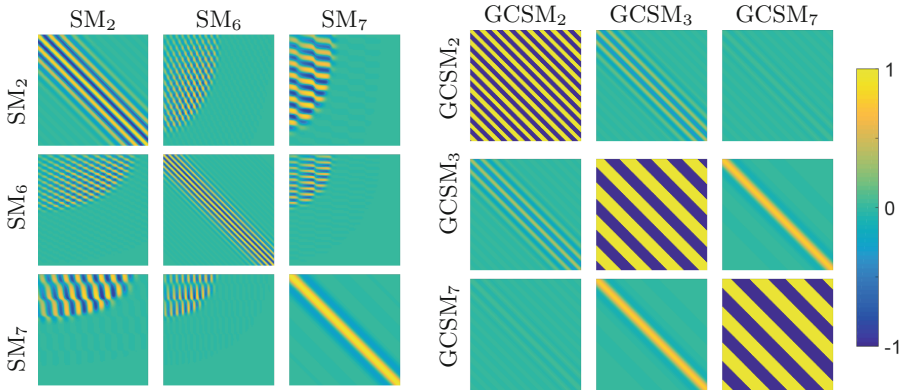 SM₂ SM₆ SM₇
SM₂
SM₆
SM₇
GCSM₂ GCSM₃ GCSM₇
GCSM₂
GCSM₃
GCSM₇
1
0
-1